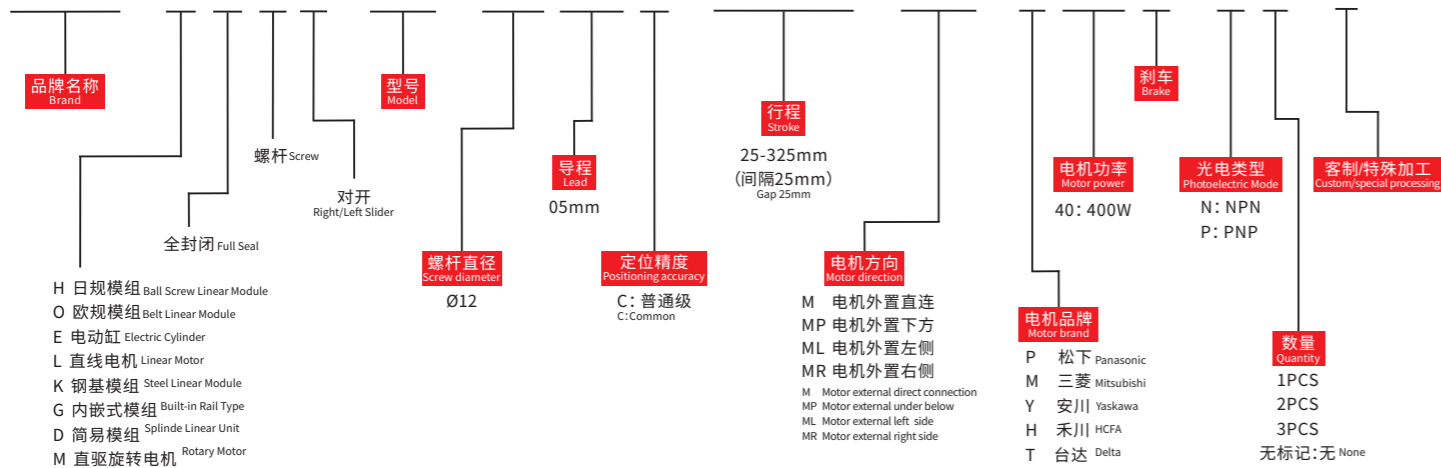 品牌名称
Brand
H 日规模组 Ball Screw Linear Module
O 欧规模组 Belt Linear Module
E 电动缸 Electric Cylinder
L 直线电机 Linear Motor
K 钢基模组 Steel Linear Module
G 内嵌式模组 Built-in Rail Type
D 简易模组 Splinde Linear Unit
M 直驱旋转电机 Rotary Motor
全封闭 Full Seal
螺杆 Screw
对开
Right/Left Slider
型号
Model
螺杆直径
Screw diameter
Ø12
导程
Lead
05mm
定位精度
Positioning accuracy
C：普通级
C:Common
行程
Stroke
25-325mm
（间隔25mm）
Gap 25mm
电机方向
Motor direction
M 电机外置直连
MP 电机外置下方
ML 电机外置左侧
MR 电机外置右侧
M Motor external direct connection
MP Motor external under below
ML Motor external left side
MR Motor external right side
电机品牌
Motor brand
P 松下 Panasonic
M 三菱 Mitsubishi
Y 安川 Yaskawa
H 禾川 HCFA
T 台达 Delta
电机功率
Motor power
40：400W
刹车
Brake
光电类型
Photoelectric Mode
N：NPN
P：PNP
数量
Quantity
1PCS
2PCS
3PCS
无标记:无 None
客制/特殊加工
Custom/special processing